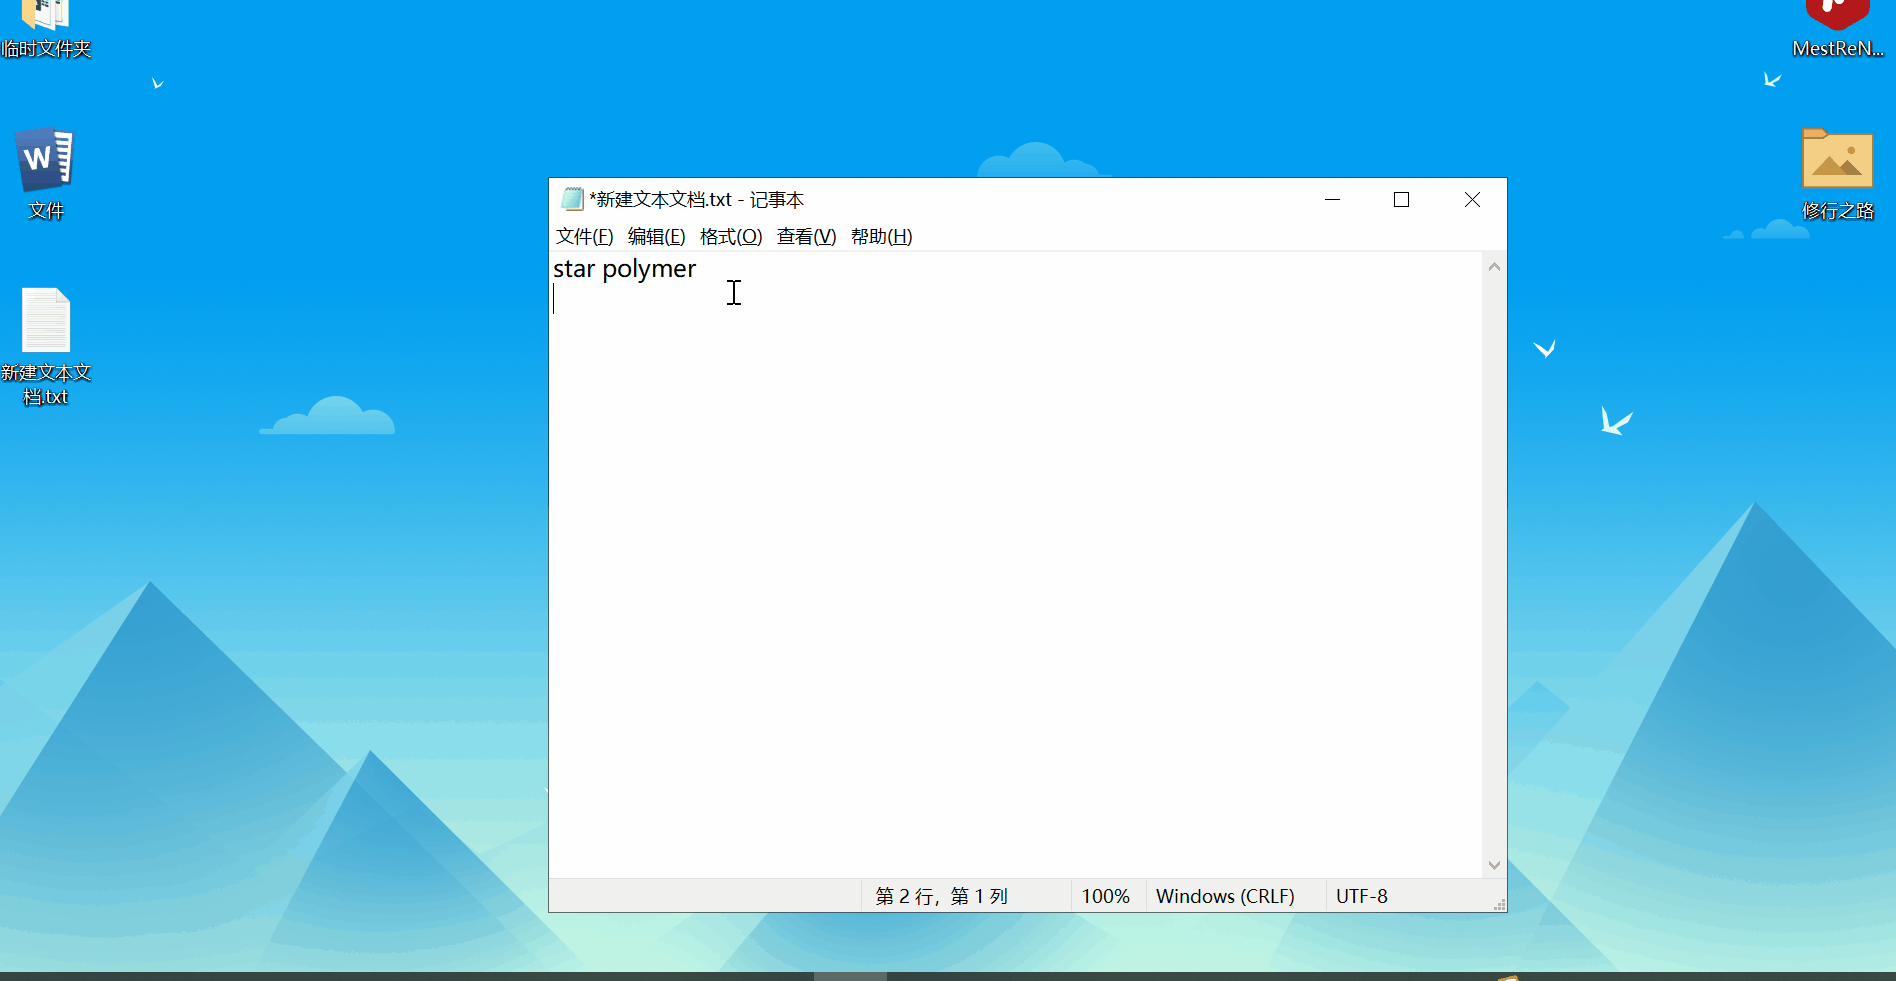 临时文件夹
MestReN...
文件
修行之路
新建文本文
档.txt
*新建文本文档.txt - 记事本
文件(F) 编辑(E) 格式(O) 查看(V) 帮助(H)
star polymer
第 2 行，第 1 列 100% Windows (CRLF) UTF-8